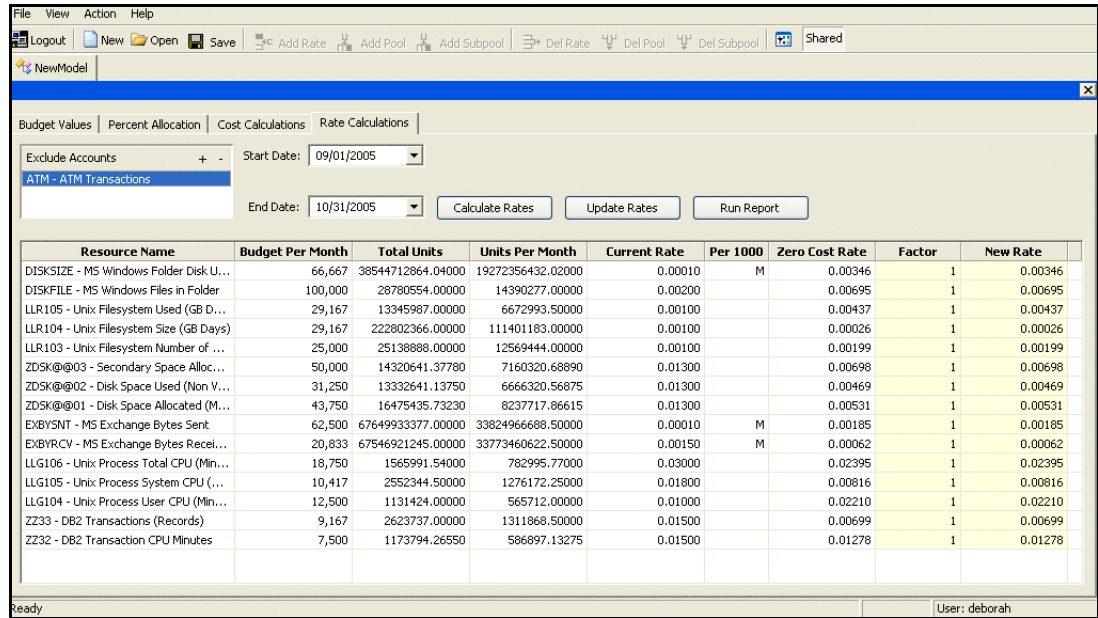 File View Action Help
Logout New Open Save Add Rate Add Pool Add Subpool Del Rate Del Pool Del Subpool Shared
NewModel
Budget Values Percent Allocation Cost Calculations Rate Calculations
Exclude Accounts + - Start Date: 09/01/2005
ATM - ATM Transactions
End Date: 10/31/2005 Calculate Rates Update Rates Run Report
Resource Name Budget Per Month Total Units Units Per Month Current Rate Per 1000 Zero Cost Rate Factor New Rate
DISKSIZE - MS Windows Folder Disk U... 66,667 38544712864.04000 19272356432.02000 0.00010 M 0.00346 1 0.00346
DISKFILE - MS Windows Files in Folder 100,000 28780554.00000 14390277.00000 0.00200 0.00695 1 0.00695
LLR105 - Unix Filesystem Used (GB D... 29,167 13345987.00000 6672993.50000 0.00100 0.00437 1 0.00437
LLR104 - Unix Filesystem Size (GB Days) 29,167 222802366.00000 111401183.00000 0.00100 0.00026 1 0.00026
LLR103 - Unix Filesystem Number of ... 25,000 25138888.00000 12569444.00000 0.00100 0.00199 1 0.00199
ZDSK@@03 - Secondary Space Alloc... 50,000 14320641.37780 7160320.68890 0.01300 0.00698 1 0.00698
ZDSK@@02 - Disk Space Used (Non V... 31,250 13332641.13750 6666320.56875 0.01300 0.00469 1 0.00469
ZDSK@@01 - Disk Space Allocated (M... 43,750 16475435.73230 8237717.86615 0.01300 0.00531 1 0.00531
EXBYSNT - MS Exchange Bytes Sent 62,500 67649933377.00000 33824966688.50000 0.00010 M 0.00185 1 0.00185
EXBYRCV - MS Exchange Bytes Recei... 20,833 67546921245.00000 33773460622.50000 0.00150 M 0.00062 1 0.00062
LLG106 - Unix Process Total CPU (Min... 18,750 1565991.54000 782995.77000 0.03000 0.02395 1 0.02395
LLG105 - Unix Process System CPU (... 10,417 2552344.50000 1276172.25000 0.01800 0.00816 1 0.00816
LLG104 - Unix Process User CPU (Min... 12,500 1131424.00000 565712.00000 0.01000 0.02210 1 0.02210
ZZ33 - DB2 Transactions (Records) 9,167 2623737.00000 1311868.50000 0.01500 0.00699 1 0.00699
ZZ32 - DB2 Transaction CPU Minutes 7,500 1173794.26550 586897.13275 0.01500 0.01278 1 0.01278
Ready User: deborah